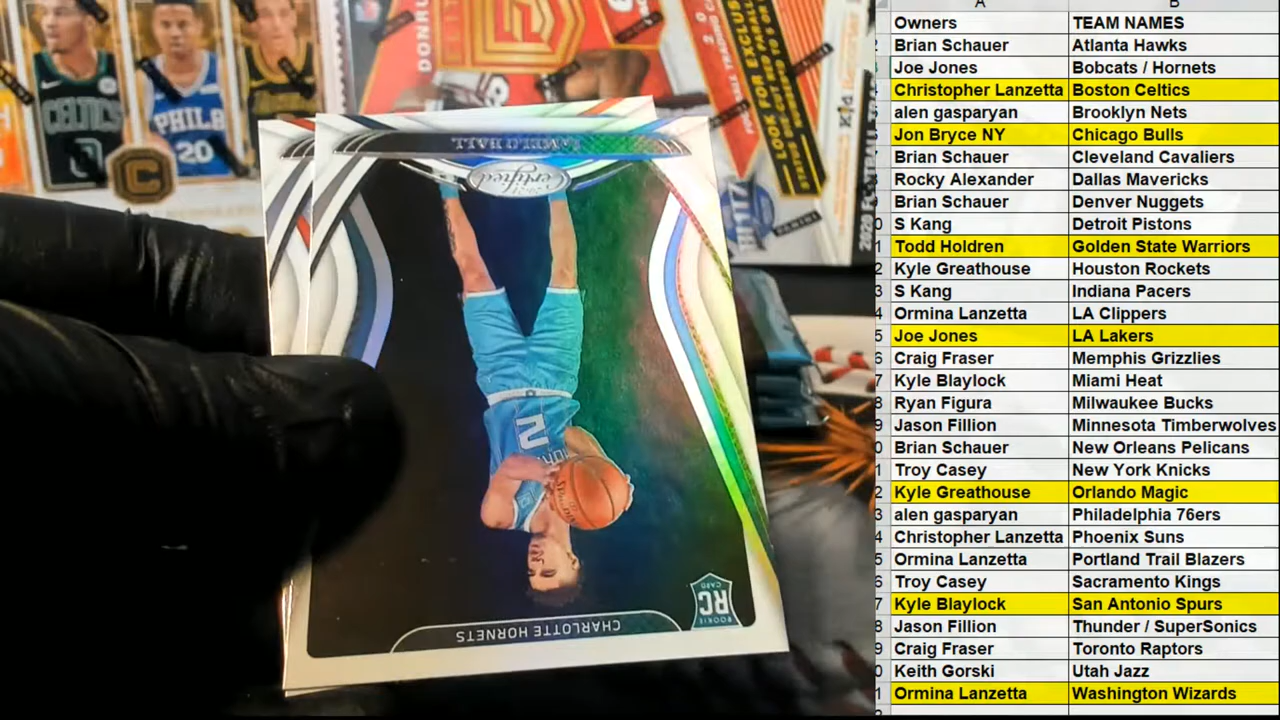 A B
Owners TEAM NAMES
Brian Schauer Atlanta Hawks
Joe Jones Bobcats / Hornets
Christopher Lanzetta Boston Celtics
alen gasparyan Brooklyn Nets
Jon Bryce NY Chicago Bulls
Brian Schauer Cleveland Cavaliers
Rocky Alexander Dallas Mavericks
Brian Schauer Denver Nuggets
S Kang Detroit Pistons
Todd Holdren Golden State Warriors
Kyle Greathouse Houston Rockets
S Kang Indiana Pacers
Ormina Lanzetta LA Clippers
Joe Jones LA Lakers
Craig Fraser Memphis Grizzlies
Kyle Blaylock Miami Heat
Ryan Figura Milwaukee Bucks
Jason Fillion Minnesota Timberwolves
Brian Schauer New Orleans Pelicans
Troy Casey New York Knicks
Kyle Greathouse Orlando Magic
alen gasparyan Philadelphia 76ers
Christopher Lanzetta Phoenix Suns
Ormina Lanzetta Portland Trail Blazers
Troy Casey Sacramento Kings
Kyle Blaylock San Antonio Spurs
Jason Fillion Thunder / SuperSonics
Craig Fraser Toronto Raptors
Keith Gorski Utah Jazz
Ormina Lanzetta Washington Wizards
CELTICS
PHILA
20
DONRUSS
LOOK FOR EXCLUS
BLITZ
PANINI
2020 FOOTBALL
LAMELO BALL
Certified
2
ROOKIE
RC
CARD
CHARLOTTE HORNETS